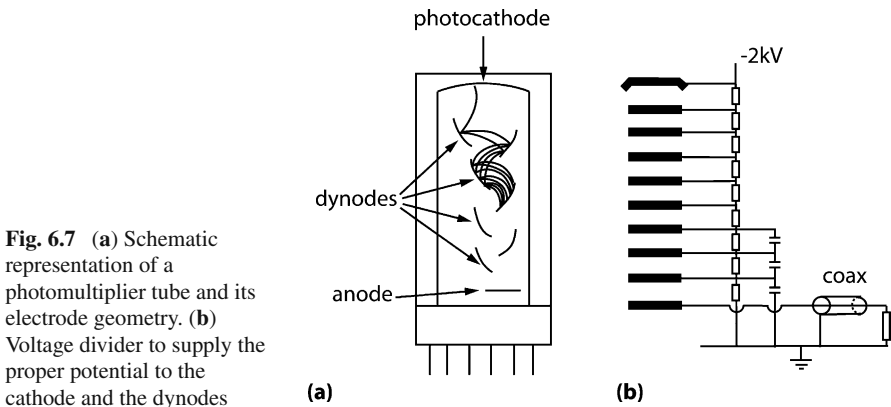 photocathode
dynodes
anode
(a)
-2kV
coax
(b)
Fig. 6.7 (a) Schematic
representation of a
photomultiplier tube and its
electrode geometry. (b)
Voltage divider to supply the
proper potential to the
cathode and the dynodes